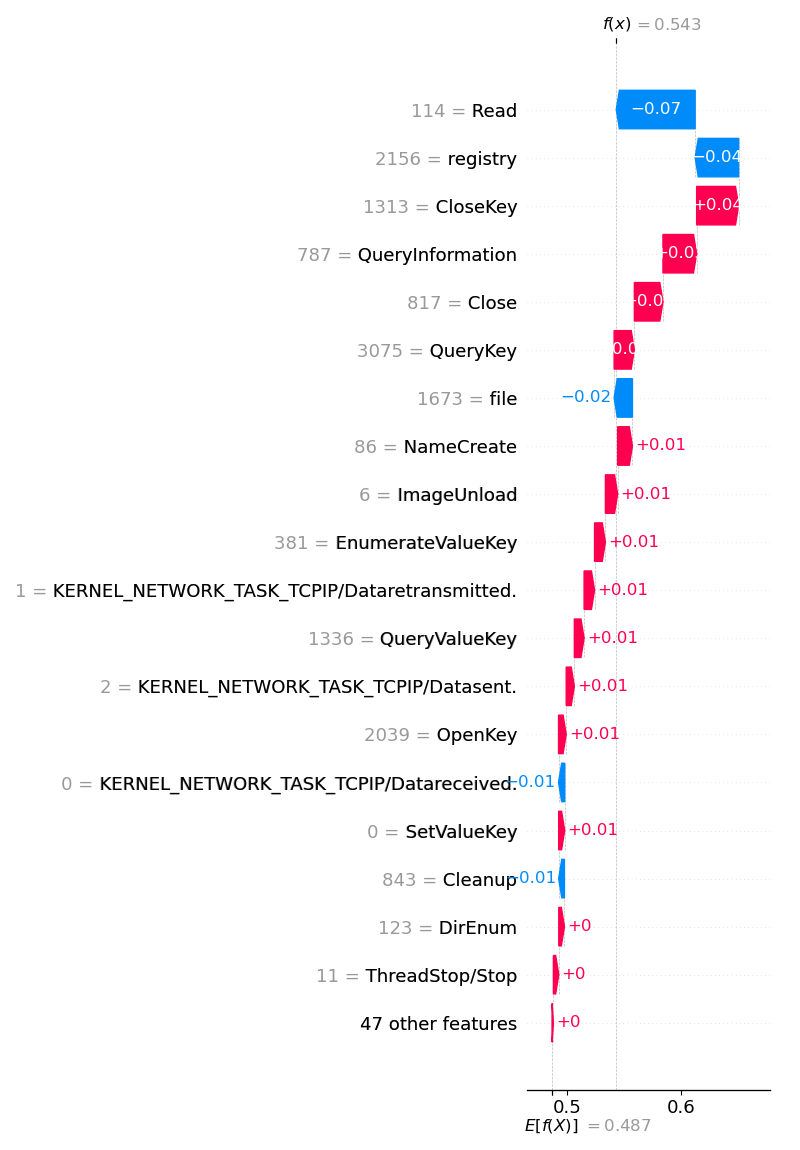 f(x) = 0.543
114 = Read −0.07
2156 = registry −0.04
1313 = CloseKey +0.04
787 = QueryInformation
817 = Close
3075 = QueryKey
1673 = file −0.02
86 = NameCreate +0.01
6 = ImageUnload +0.01
381 = EnumerateValueKey +0.01
1 = KERNEL_NETWORK_TASK_TCPIP/Dataretransmitted. +0.01
1336 = QueryValueKey +0.01
2 = KERNEL_NETWORK_TASK_TCPIP/Datasent. +0.01
2039 = OpenKey +0.01
0 = KERNEL_NETWORK_TASK_TCPIP/Datareceived. −0.01
0 = SetValueKey +0.01
843 = Cleanup −0.01
123 = DirEnum +0
11 = ThreadStop/Stop +0
47 other features +0
0.5 0.6
E[f(X)] = 0.487